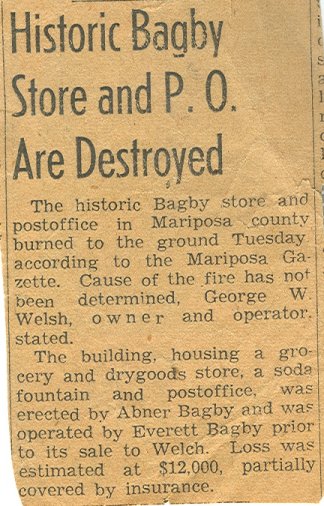 Historic Bagby
Store and P. O.
Are Destroyed
The historic Bagby store and
postoffice in Mariposa county
burned to the ground Tuesday
according to the Mariposa Ga-
zette. Cause of the fire has not
been determined, George W.
Welsh, owner and operator,
stated.
The building, housing a gro-
cery and drygoods store, a soda
fountain and postoffice, was
erected by Abner Bagby and was
operated by Everett Bagby prior
to its sale to Welch. Loss was
estimated at $12,000, partially
covered by insurance.